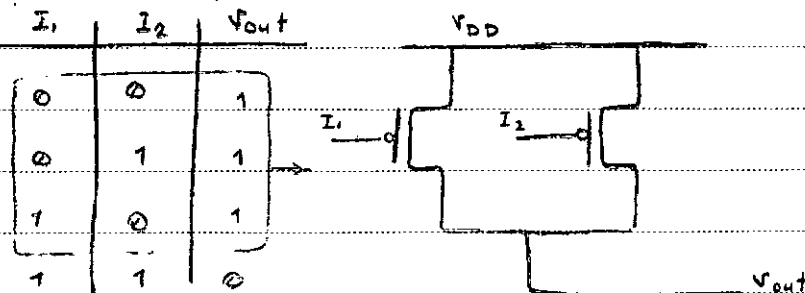 I₁ I₂ Vout VDD
0 0 1
I₁ I₂
0 1 1
1 0 1
1 1 0 Vout